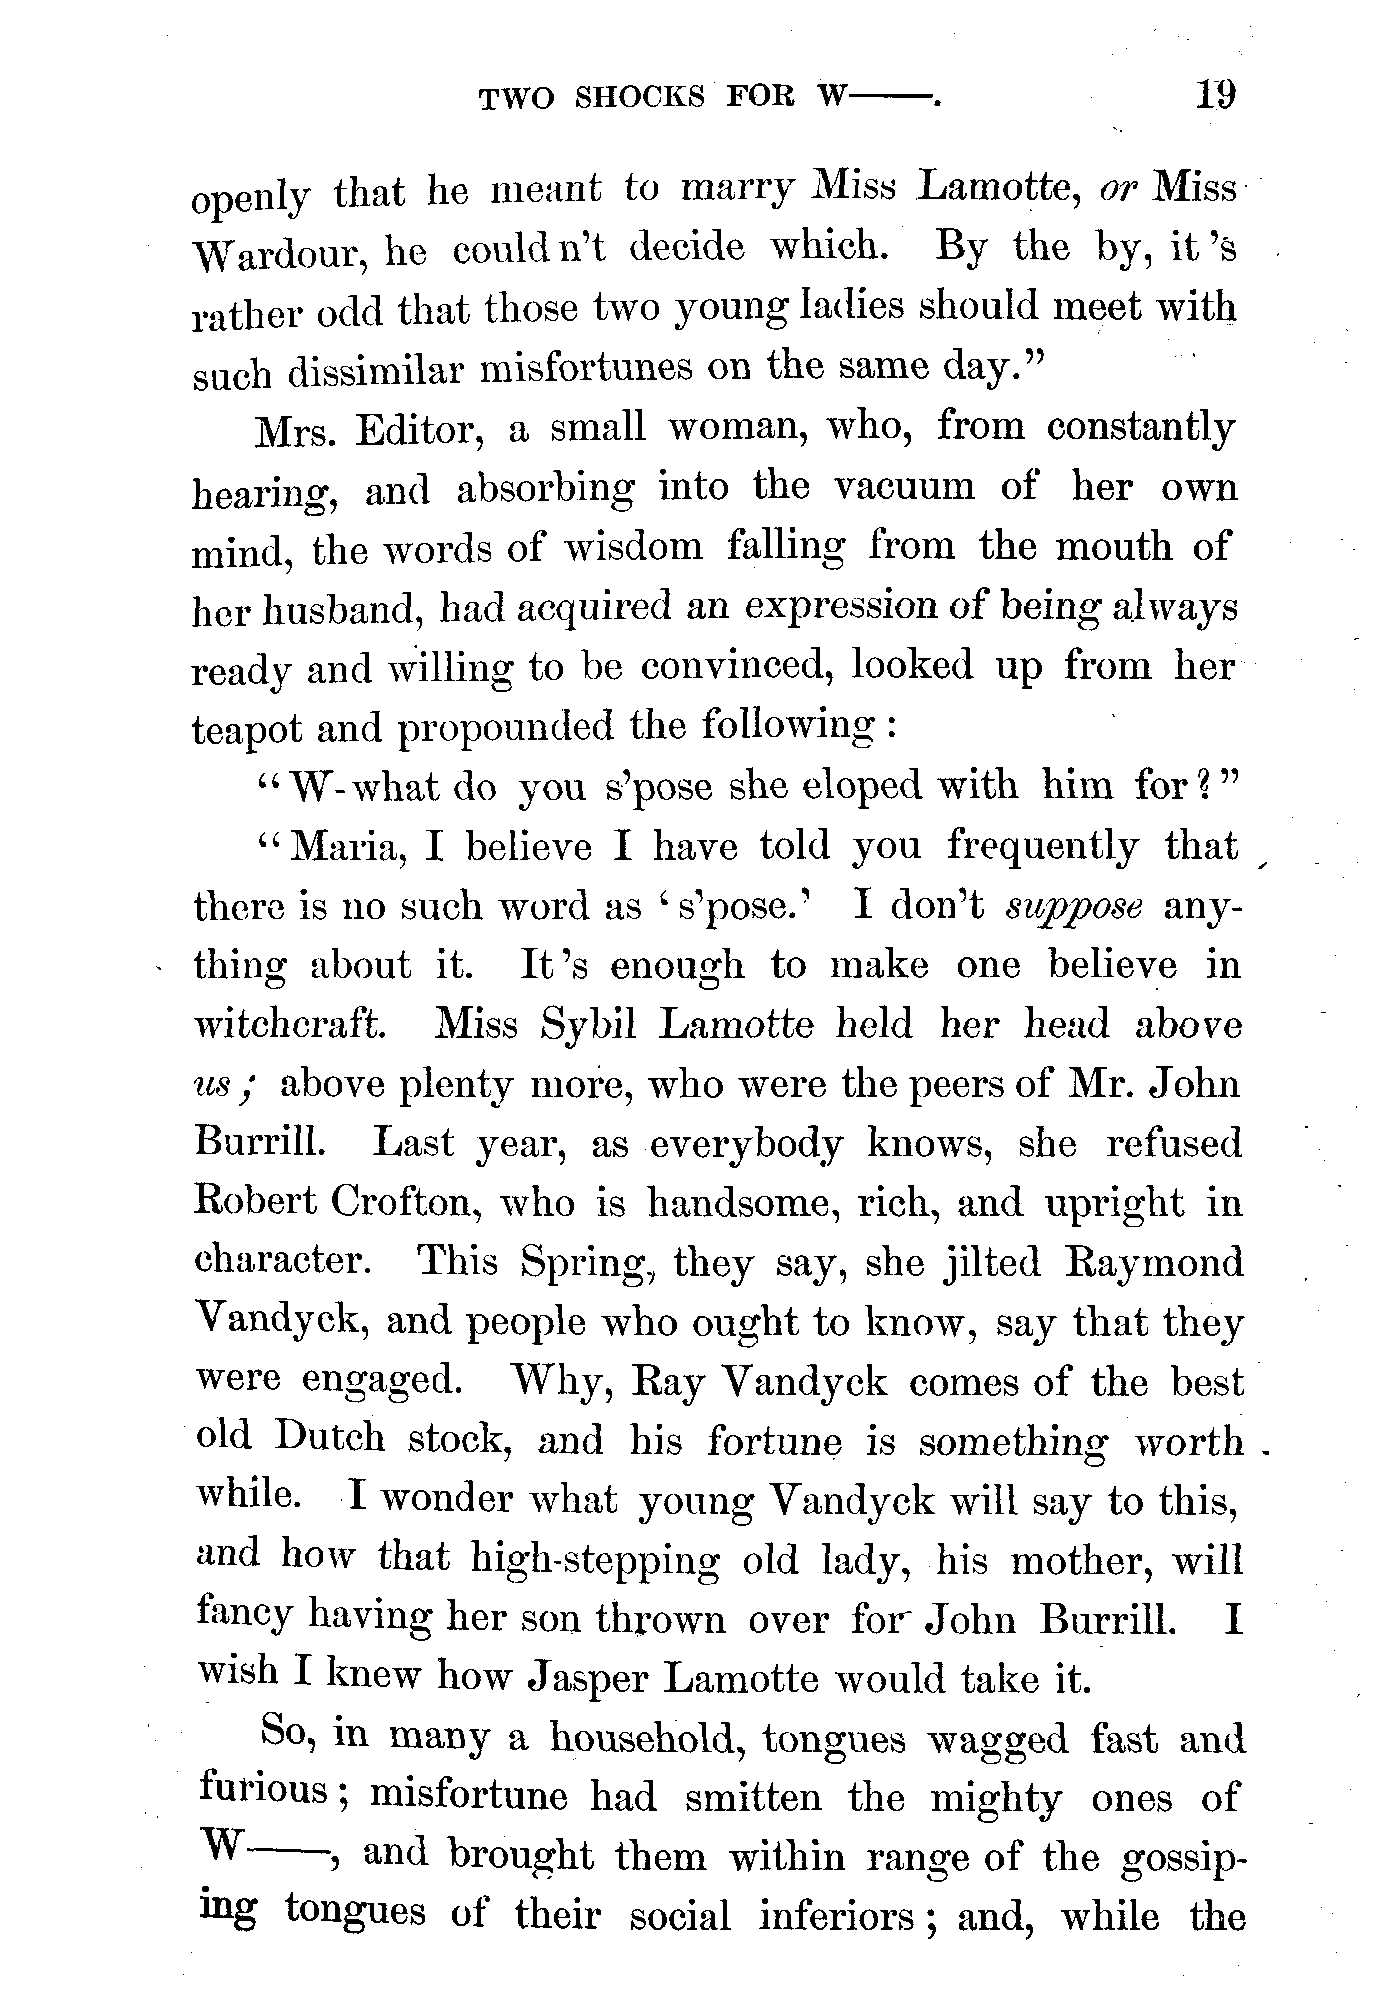 TWO SHOCKS FOR W——. 19
openly that he meant to marry Miss Lamotte, or Miss
Wardour, he couldn't decide which. By the by, it's
rather odd that those two young ladies should meet with
such dissimilar misfortunes on the same day."
Mrs. Editor, a small woman, who, from constantly
hearing, and absorbing into the vacuum of her own
mind, the words of wisdom falling from the mouth of
her husband, had acquired an expression of being always
ready and willing to be convinced, looked up from her
teapot and propounded the following:
"W-what do you s'pose she eloped with him for?"
"Maria, I believe I have told you frequently that
there is no such word as 's'pose.' I don't suppose any-
thing about it. It's enough to make one believe in
witchcraft. Miss Sybil Lamotte held her head above
us; above plenty more, who were the peers of Mr. John
Burrill. Last year, as everybody knows, she refused
Robert Crofton, who is handsome, rich, and upright in
character. This Spring, they say, she jilted Raymond
Vandyck, and people who ought to know, say that they
were engaged. Why, Ray Vandyck comes of the best
old Dutch stock, and his fortune is something worth
while. I wonder what young Vandyck will say to this,
and how that high-stepping old lady, his mother, will
fancy having her son thrown over for John Burrill. I
wish I knew how Jasper Lamotte would take it.
So, in many a household, tongues wagged fast and
furious; misfortune had smitten the mighty ones of
W——, and brought them within range of the gossip-
ing tongues of their social inferiors; and, while the